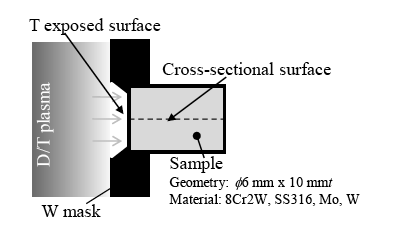 T exposed surface
Cross-sectional surface
D/T plasma
Sample
Geometry: ϕ6 mm x 10 mmt
Material: 8Cr2W, SS316, Mo, W
W mask